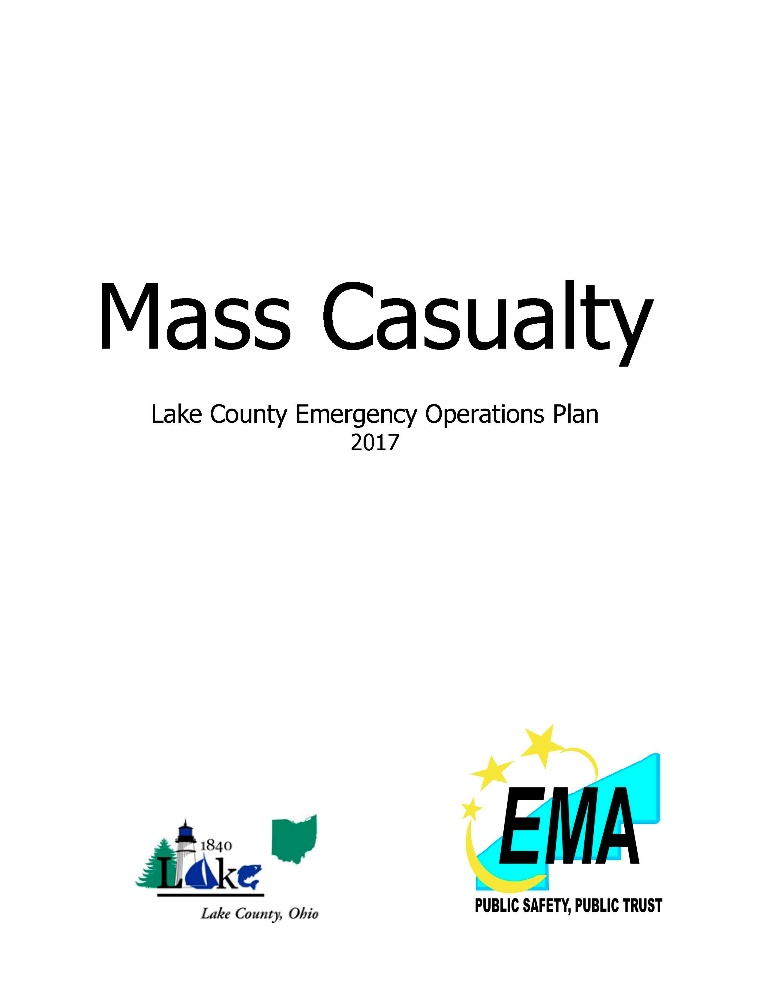 Mass Casualty
Lake County Emergency Operations Plan
2017
1840
Lake
Lake County, Ohio
EMA
PUBLIC SAFETY, PUBLIC TRUST